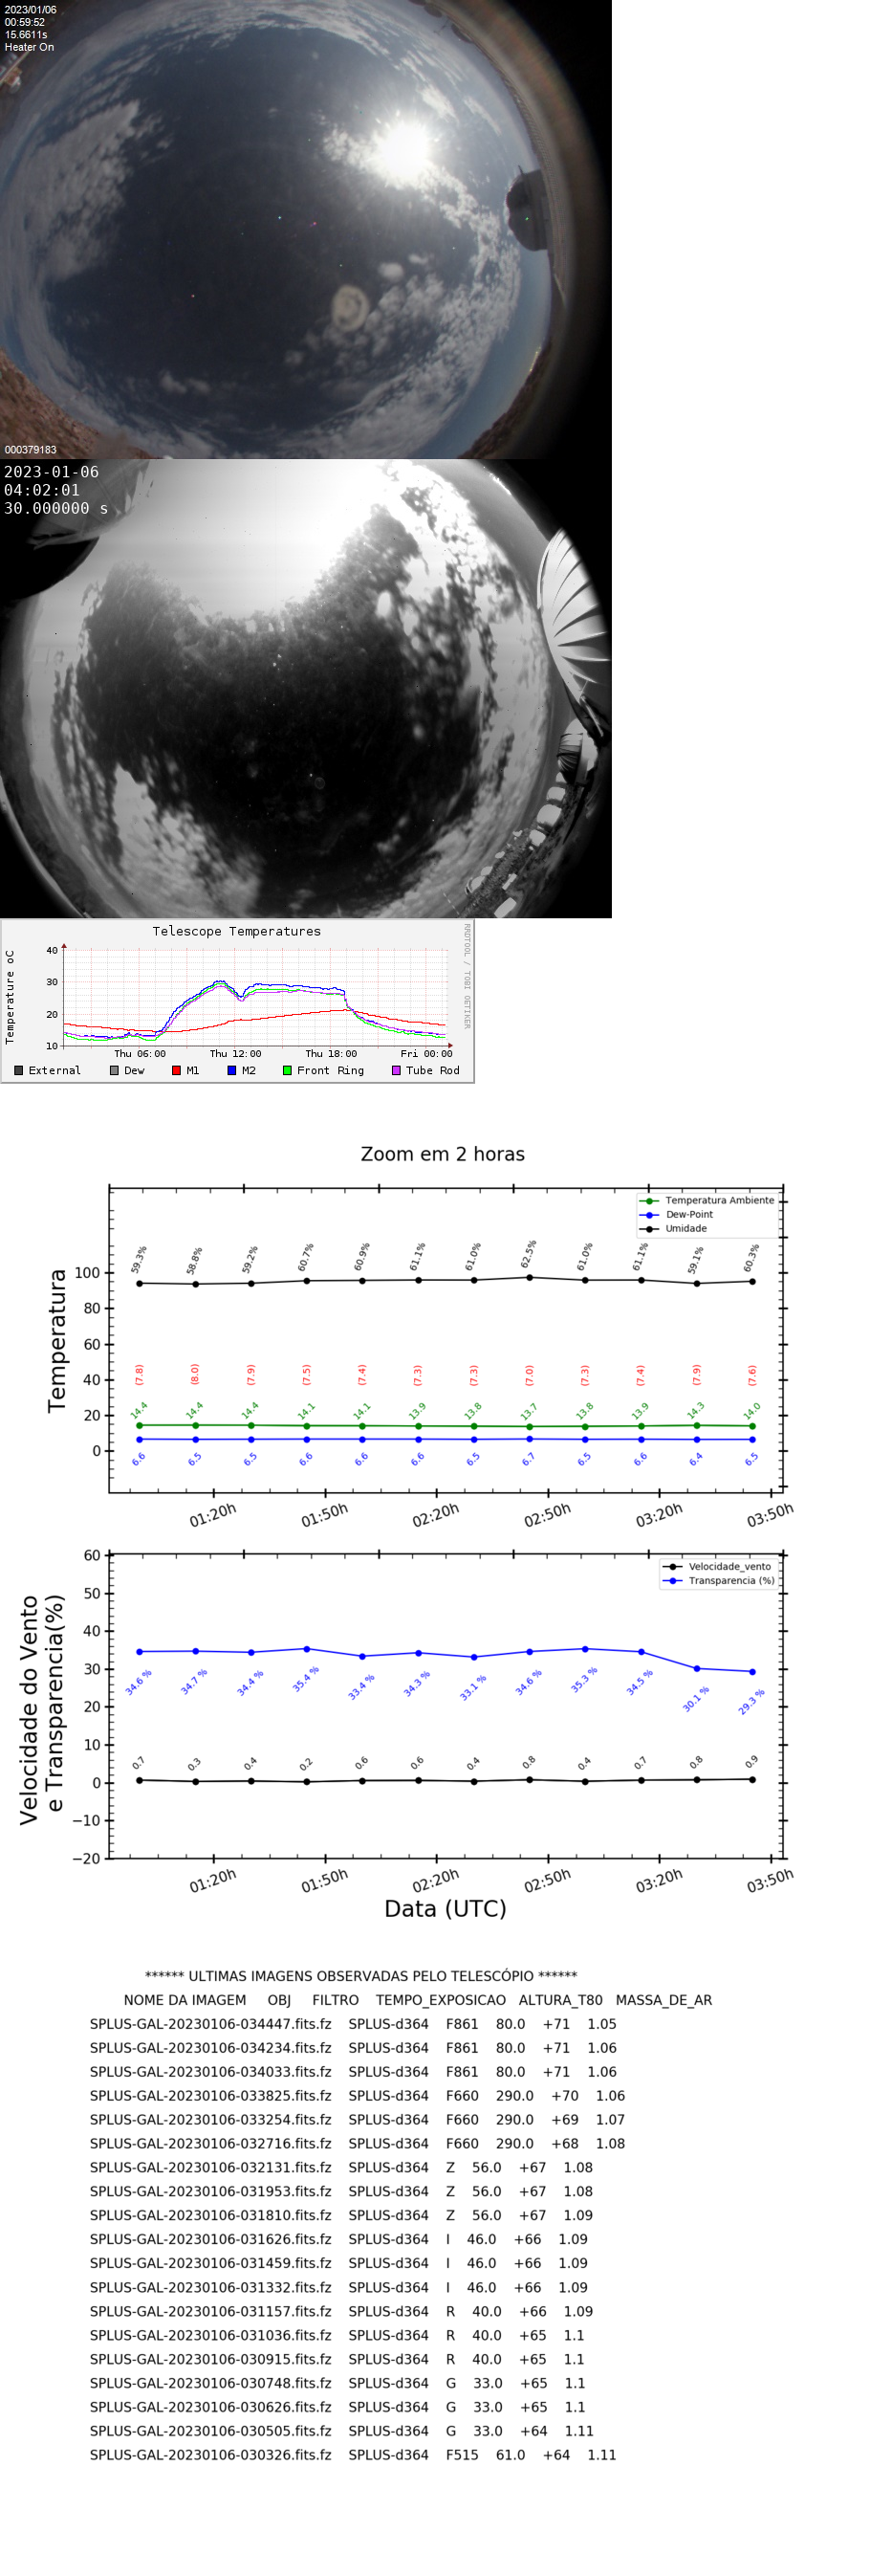 2023/01/06
00:59:52
15.6611s
Heater On
000379183
2023-01-06
04:02:01
30.000000 s
Telescope Temperatures
RRDTOOL / TOBI OETIKER
Temperature oC
40
30
20
10
Thu 06:00 Thu 12:00 Thu 18:00 Fri 00:00
External Dew M1 M2 Front Ring Tube Rod
Zoom em 2 horas
Temperatura Ambiente
Dew-Point
Umidade
59.3% 58.8% 59.2% 60.7% 60.9% 61.1% 61.0% 62.5% 61.0% 61.1% 59.1% 60.3%
Temperatura
100
80
60
40
20
0
(7.8) (8.0) (7.9) (7.5) (7.4) (7.3) (7.3) (7.0) (7.3) (7.4) (7.9) (7.6)
14.4 14.4 14.4 14.1 14.1 13.9 13.8 13.7 13.8 13.9 14.3 14.0
6.6 6.5 6.5 6.6 6.6 6.6 6.5 6.7 6.5 6.6 6.4 6.5
01:20h 01:50h 02:20h 02:50h 03:20h 03:50h
Velocidade_vento
Transparencia (%)
Velocidade do Vento
e Transparencia(%)
60
50
40
30
20
10
0
−10
−20
34.6 % 34.7 % 34.4 % 35.4 % 33.4 % 34.3 % 33.1 % 34.6 % 35.3 % 34.5 % 30.1 % 29.3 %
0.7 0.3 0.4 0.2 0.6 0.6 0.4 0.8 0.4 0.7 0.8 0.9
01:20h 01:50h 02:20h 02:50h 03:20h 03:50h
Data (UTC)
****** ULTIMAS IMAGENS OBSERVADAS PELO TELESCÓPIO ******
NOME DA IMAGEM OBJ FILTRO TEMPO_EXPOSICAO ALTURA_T80 MASSA_DE_AR
SPLUS-GAL-20230106-034447.fits.fz SPLUS-d364 F861 80.0 +71 1.05
SPLUS-GAL-20230106-034234.fits.fz SPLUS-d364 F861 80.0 +71 1.06
SPLUS-GAL-20230106-034033.fits.fz SPLUS-d364 F861 80.0 +71 1.06
SPLUS-GAL-20230106-033825.fits.fz SPLUS-d364 F660 290.0 +70 1.06
SPLUS-GAL-20230106-033254.fits.fz SPLUS-d364 F660 290.0 +69 1.07
SPLUS-GAL-20230106-032716.fits.fz SPLUS-d364 F660 290.0 +68 1.08
SPLUS-GAL-20230106-032131.fits.fz SPLUS-d364 Z 56.0 +67 1.08
SPLUS-GAL-20230106-031953.fits.fz SPLUS-d364 Z 56.0 +67 1.08
SPLUS-GAL-20230106-031810.fits.fz SPLUS-d364 Z 56.0 +67 1.09
SPLUS-GAL-20230106-031626.fits.fz SPLUS-d364 I 46.0 +66 1.09
SPLUS-GAL-20230106-031459.fits.fz SPLUS-d364 I 46.0 +66 1.09
SPLUS-GAL-20230106-031332.fits.fz SPLUS-d364 I 46.0 +66 1.09
SPLUS-GAL-20230106-031157.fits.fz SPLUS-d364 R 40.0 +66 1.09
SPLUS-GAL-20230106-031036.fits.fz SPLUS-d364 R 40.0 +65 1.1
SPLUS-GAL-20230106-030915.fits.fz SPLUS-d364 R 40.0 +65 1.1
SPLUS-GAL-20230106-030748.fits.fz SPLUS-d364 G 33.0 +65 1.1
SPLUS-GAL-20230106-030626.fits.fz SPLUS-d364 G 33.0 +65 1.1
SPLUS-GAL-20230106-030505.fits.fz SPLUS-d364 G 33.0 +64 1.11
SPLUS-GAL-20230106-030326.fits.fz SPLUS-d364 F515 61.0 +64 1.11